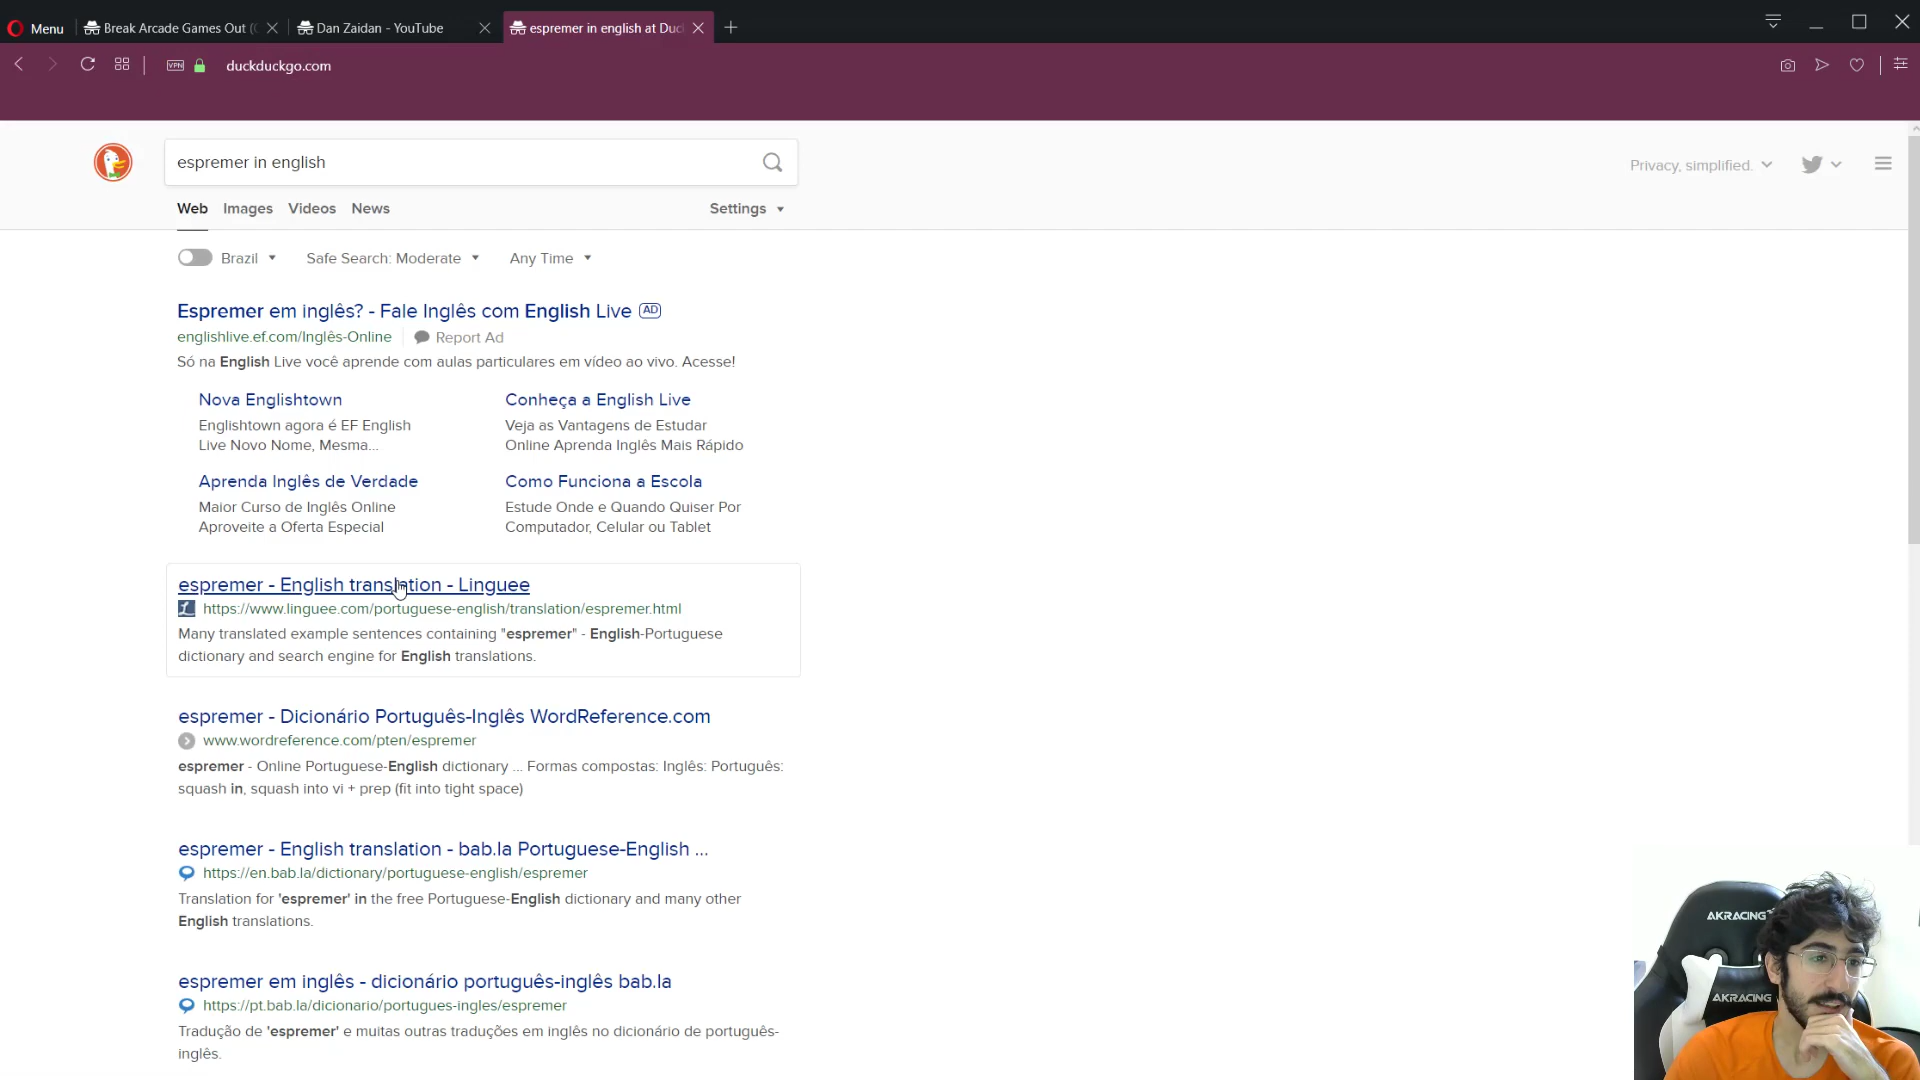 Menu
Break Arcade Games Out (
Dan Zaidan - YouTube
espremer in english at Duc
VPN
duckduckgo.com
espremer in english
Privacy, simplified.
Web
Images
Videos
News
Settings
Brazil
Safe Search: Moderate
Any Time
Espremer em inglês? - Fale Inglês com English Live AD
englishlive.ef.com/Inglês-Online
Report Ad
Só na English Live você aprende com aulas particulares em vídeo ao vivo. Acesse!
Nova Englishtown
Englishtown agora é EF English
Live Novo Nome, Mesma...
Conheça a English Live
Veja as Vantagens de Estudar
Online Aprenda Inglês Mais Rápido
Aprenda Inglês de Verdade
Maior Curso de Inglês Online
Aproveite a Oferta Especial
Como Funciona a Escola
Estude Onde e Quando Quiser Por
Computador, Celular ou Tablet
espremer - English translation - Linguee
https://www.linguee.com/portuguese-english/translation/espremer.html
Many translated example sentences containing "espremer" - English-Portuguese
dictionary and search engine for English translations.
espremer - Dicionário Português-Inglês WordReference.com
www.wordreference.com/pten/espremer
espremer - Online Portuguese-English dictionary ... Formas compostas: Inglês: Português:
squash in, squash into vi + prep (fit into tight space)
espremer - English translation - bab.la Portuguese-English ...
https://en.bab.la/dictionary/portuguese-english/espremer
Translation for 'espremer' in the free Portuguese-English dictionary and many other
English translations.
espremer em inglês - dicionário português-inglês bab.la
https://pt.bab.la/dicionario/portugues-ingles/espremer
Tradução de 'espremer' e muitas outras traduções em inglês no dicionário de português-
inglês.
AKRACING
AKRACING